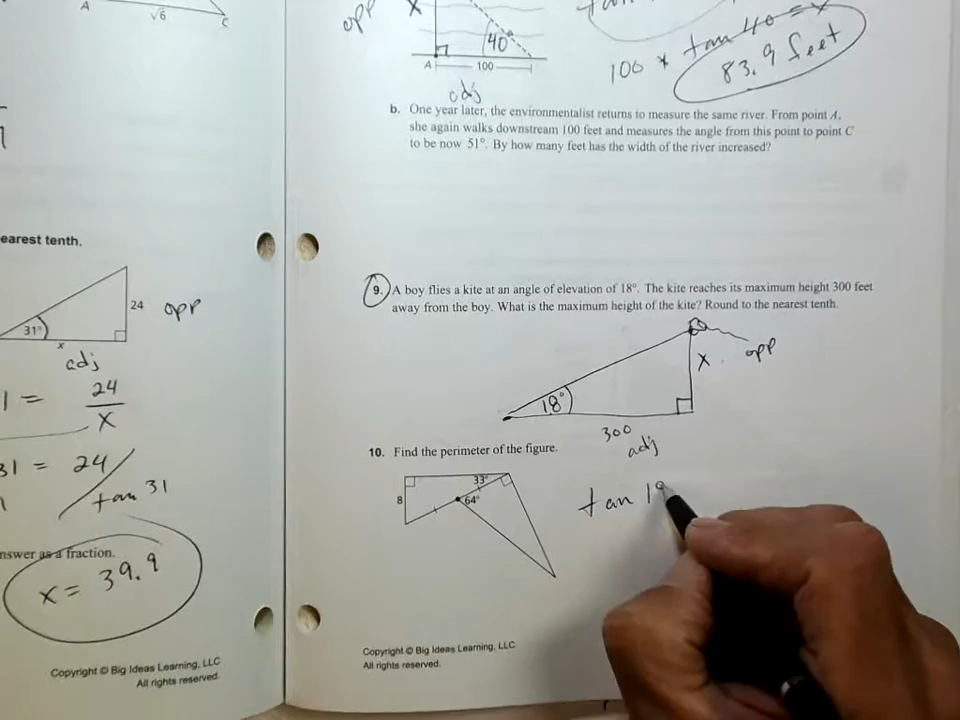 A
√6
C
opp
X
40°
A
100
adj
100 * tan 40 = x
83.9 feet
b. One year later, the environmentalist returns to measure the same river. From point A,
she again walks downstream 100 feet and measures the angle from this point to point C
to be now 51°. By how many feet has the width of the river increased?
earest tenth.
24
opp
31°
x
adj
1 = 24/X
31 = 24/tan 31
nswer as a fraction.
x = 39.9
Copyright © Big Ideas Learning, LLC
All rights reserved.
9. A boy flies a kite at an angle of elevation of 18°. The kite reaches its maximum height 300 feet
away from the boy. What is the maximum height of the kite? Round to the nearest tenth.
X
opp
18°
300
adj
10. Find the perimeter of the figure.
33°
8
64°
tan 18
Copyright © Big Ideas Learning, LLC
All rights reserved.